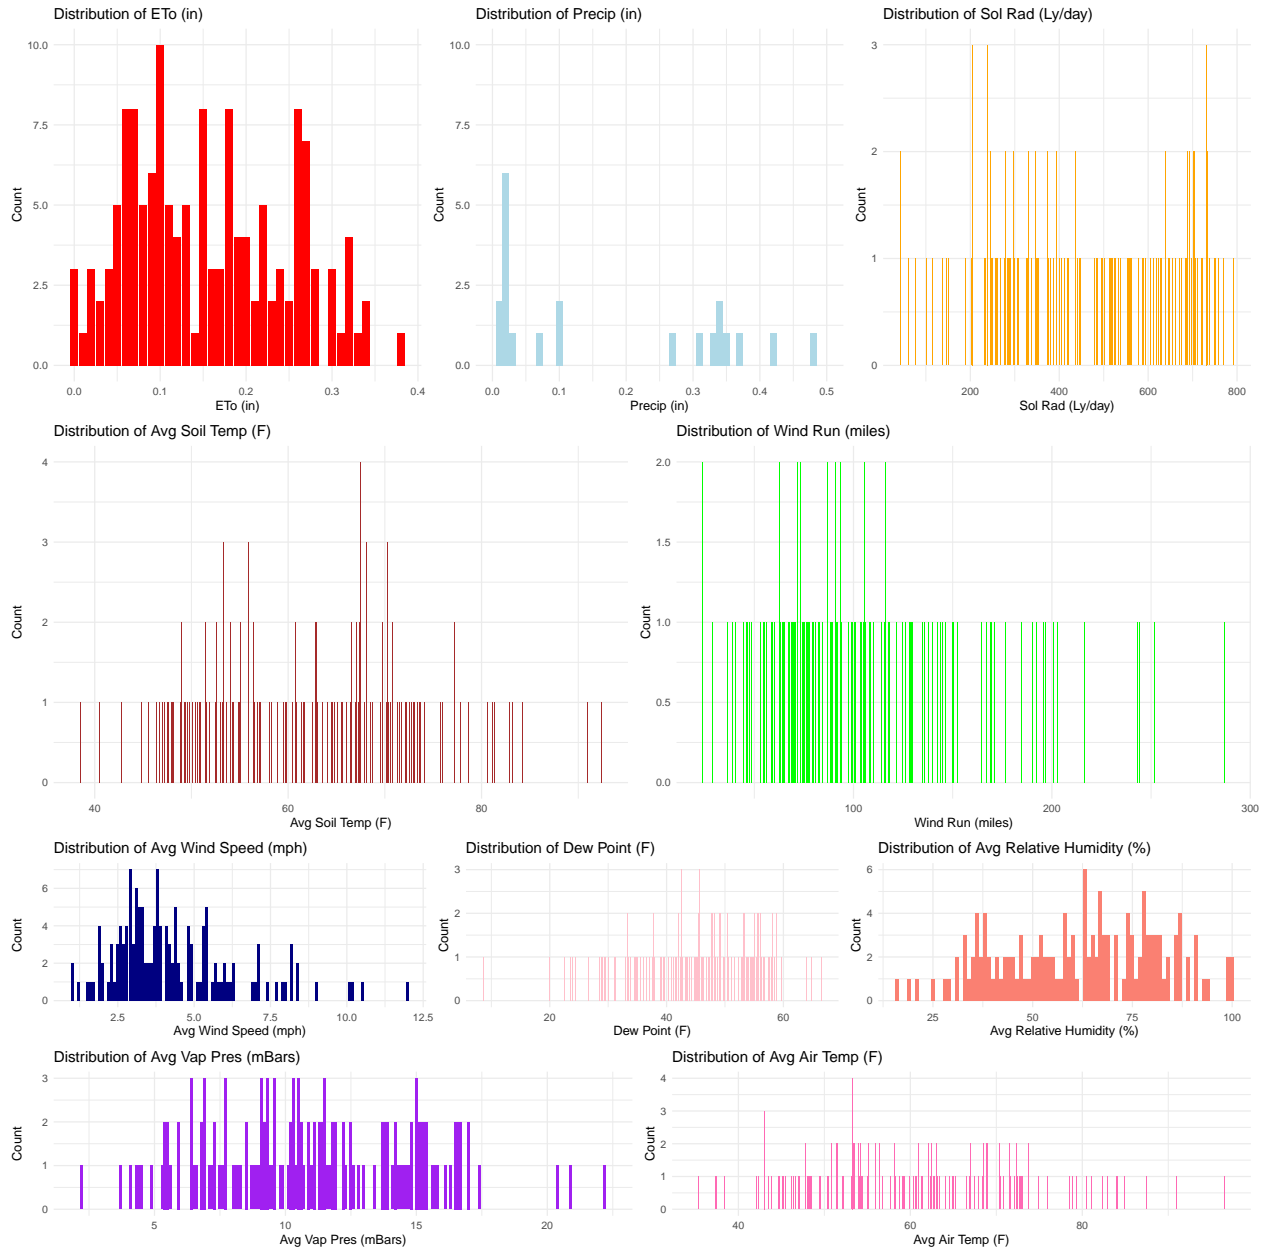 Distribution of ETo (in)
Count
10.0
7.5
5.0
2.5
0.0
0.0 0.1 0.2 0.3 0.4
ETo (in)
Distribution of Precip (in)
Count
10.0
7.5
5.0
2.5
0.0
0.0 0.1 0.2 0.3 0.4 0.5
Precip (in)
Distribution of Sol Rad (Ly/day)
Count
3
2
1
0
200 400 600 800
Sol Rad (Ly/day)
Distribution of Avg Soil Temp (F)
Count
4
3
2
1
0
40 60 80
Avg Soil Temp (F)
Distribution of Wind Run (miles)
Count
2.0
1.5
1.0
0.5
0.0
100 200 300
Wind Run (miles)
Distribution of Avg Wind Speed (mph)
Count
6
4
2
0
2.5 5.0 7.5 10.0 12.5
Avg Wind Speed (mph)
Distribution of Dew Point (F)
Count
3
2
1
0
20 40 60
Dew Point (F)
Distribution of Avg Relative Humidity (%)
Count
6
4
2
0
25 50 75 100
Avg Relative Humidity (%)
Distribution of Avg Vap Pres (mBars)
Count
3
2
1
0
5 10 15 20
Avg Vap Pres (mBars)
Distribution of Avg Air Temp (F)
Count
4
3
2
1
0
40 60 80
Avg Air Temp (F)